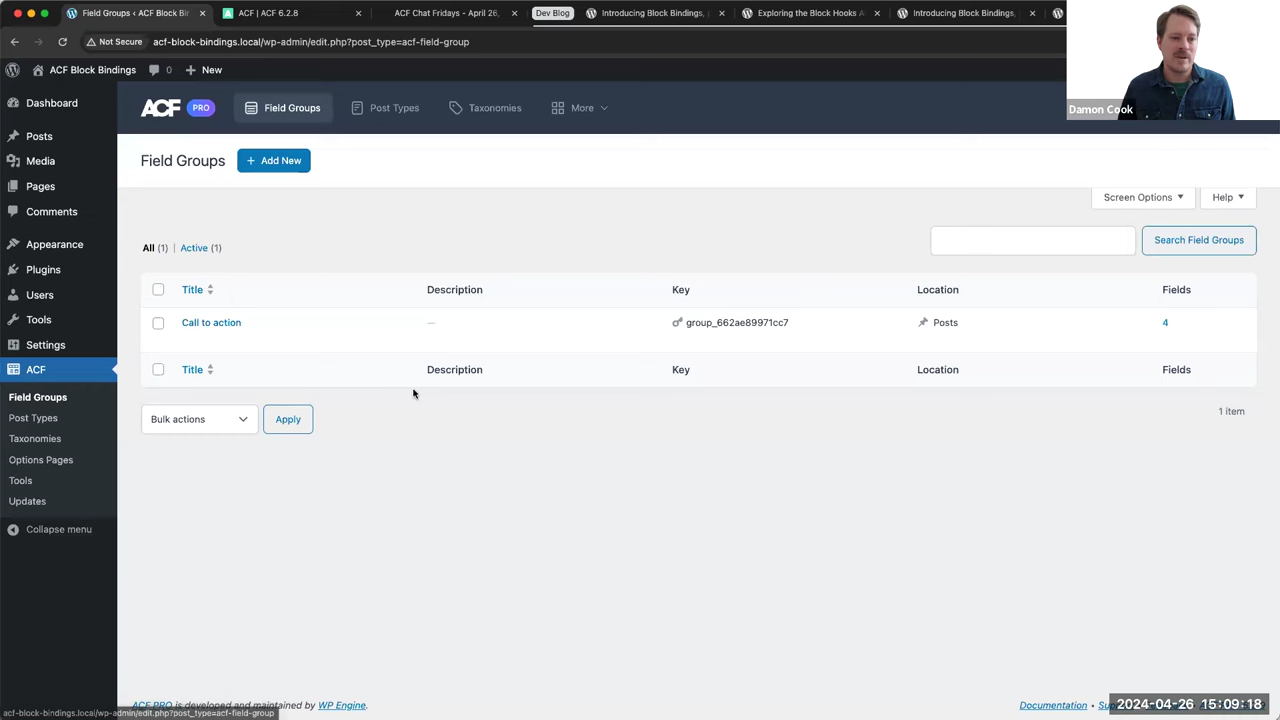 Field Groups ‹ ACF Block Bin
ACF | ACF 6.2.8
ACF Chat Fridays - April 26,
Dev Blog
Introducing Block Bindings,
Exploring the Block Hooks A
Introducing Block Bindings,
Not Secure
acf-block-bindings.local/wp-admin/edit.php?post_type=acf-field-group
ACF Block Bindings
0
New
Damon Cook
Dashboard
Posts
Media
Pages
Comments
Appearance
Plugins
Users
Tools
Settings
ACF
Field Groups
Post Types
Taxonomies
Options Pages
Tools
Updates
Collapse menu
ACF PRO
Field Groups
Post Types
Taxonomies
More
Field Groups
+ Add New
Screen Options
Help
All (1) | Active (1)
Search Field Groups
Title Description Key Location Fields
Call to action — group_662ae89971cc7 Posts 4
Title Description Key Location Fields
Bulk actions
Apply
1 item
ACF PRO is developed and maintained by WP Engine.
Documentation •
2024-04-26 15:09:18
acf-block-bindings.local/wp-admin/edit.php?post_type=acf-field-group